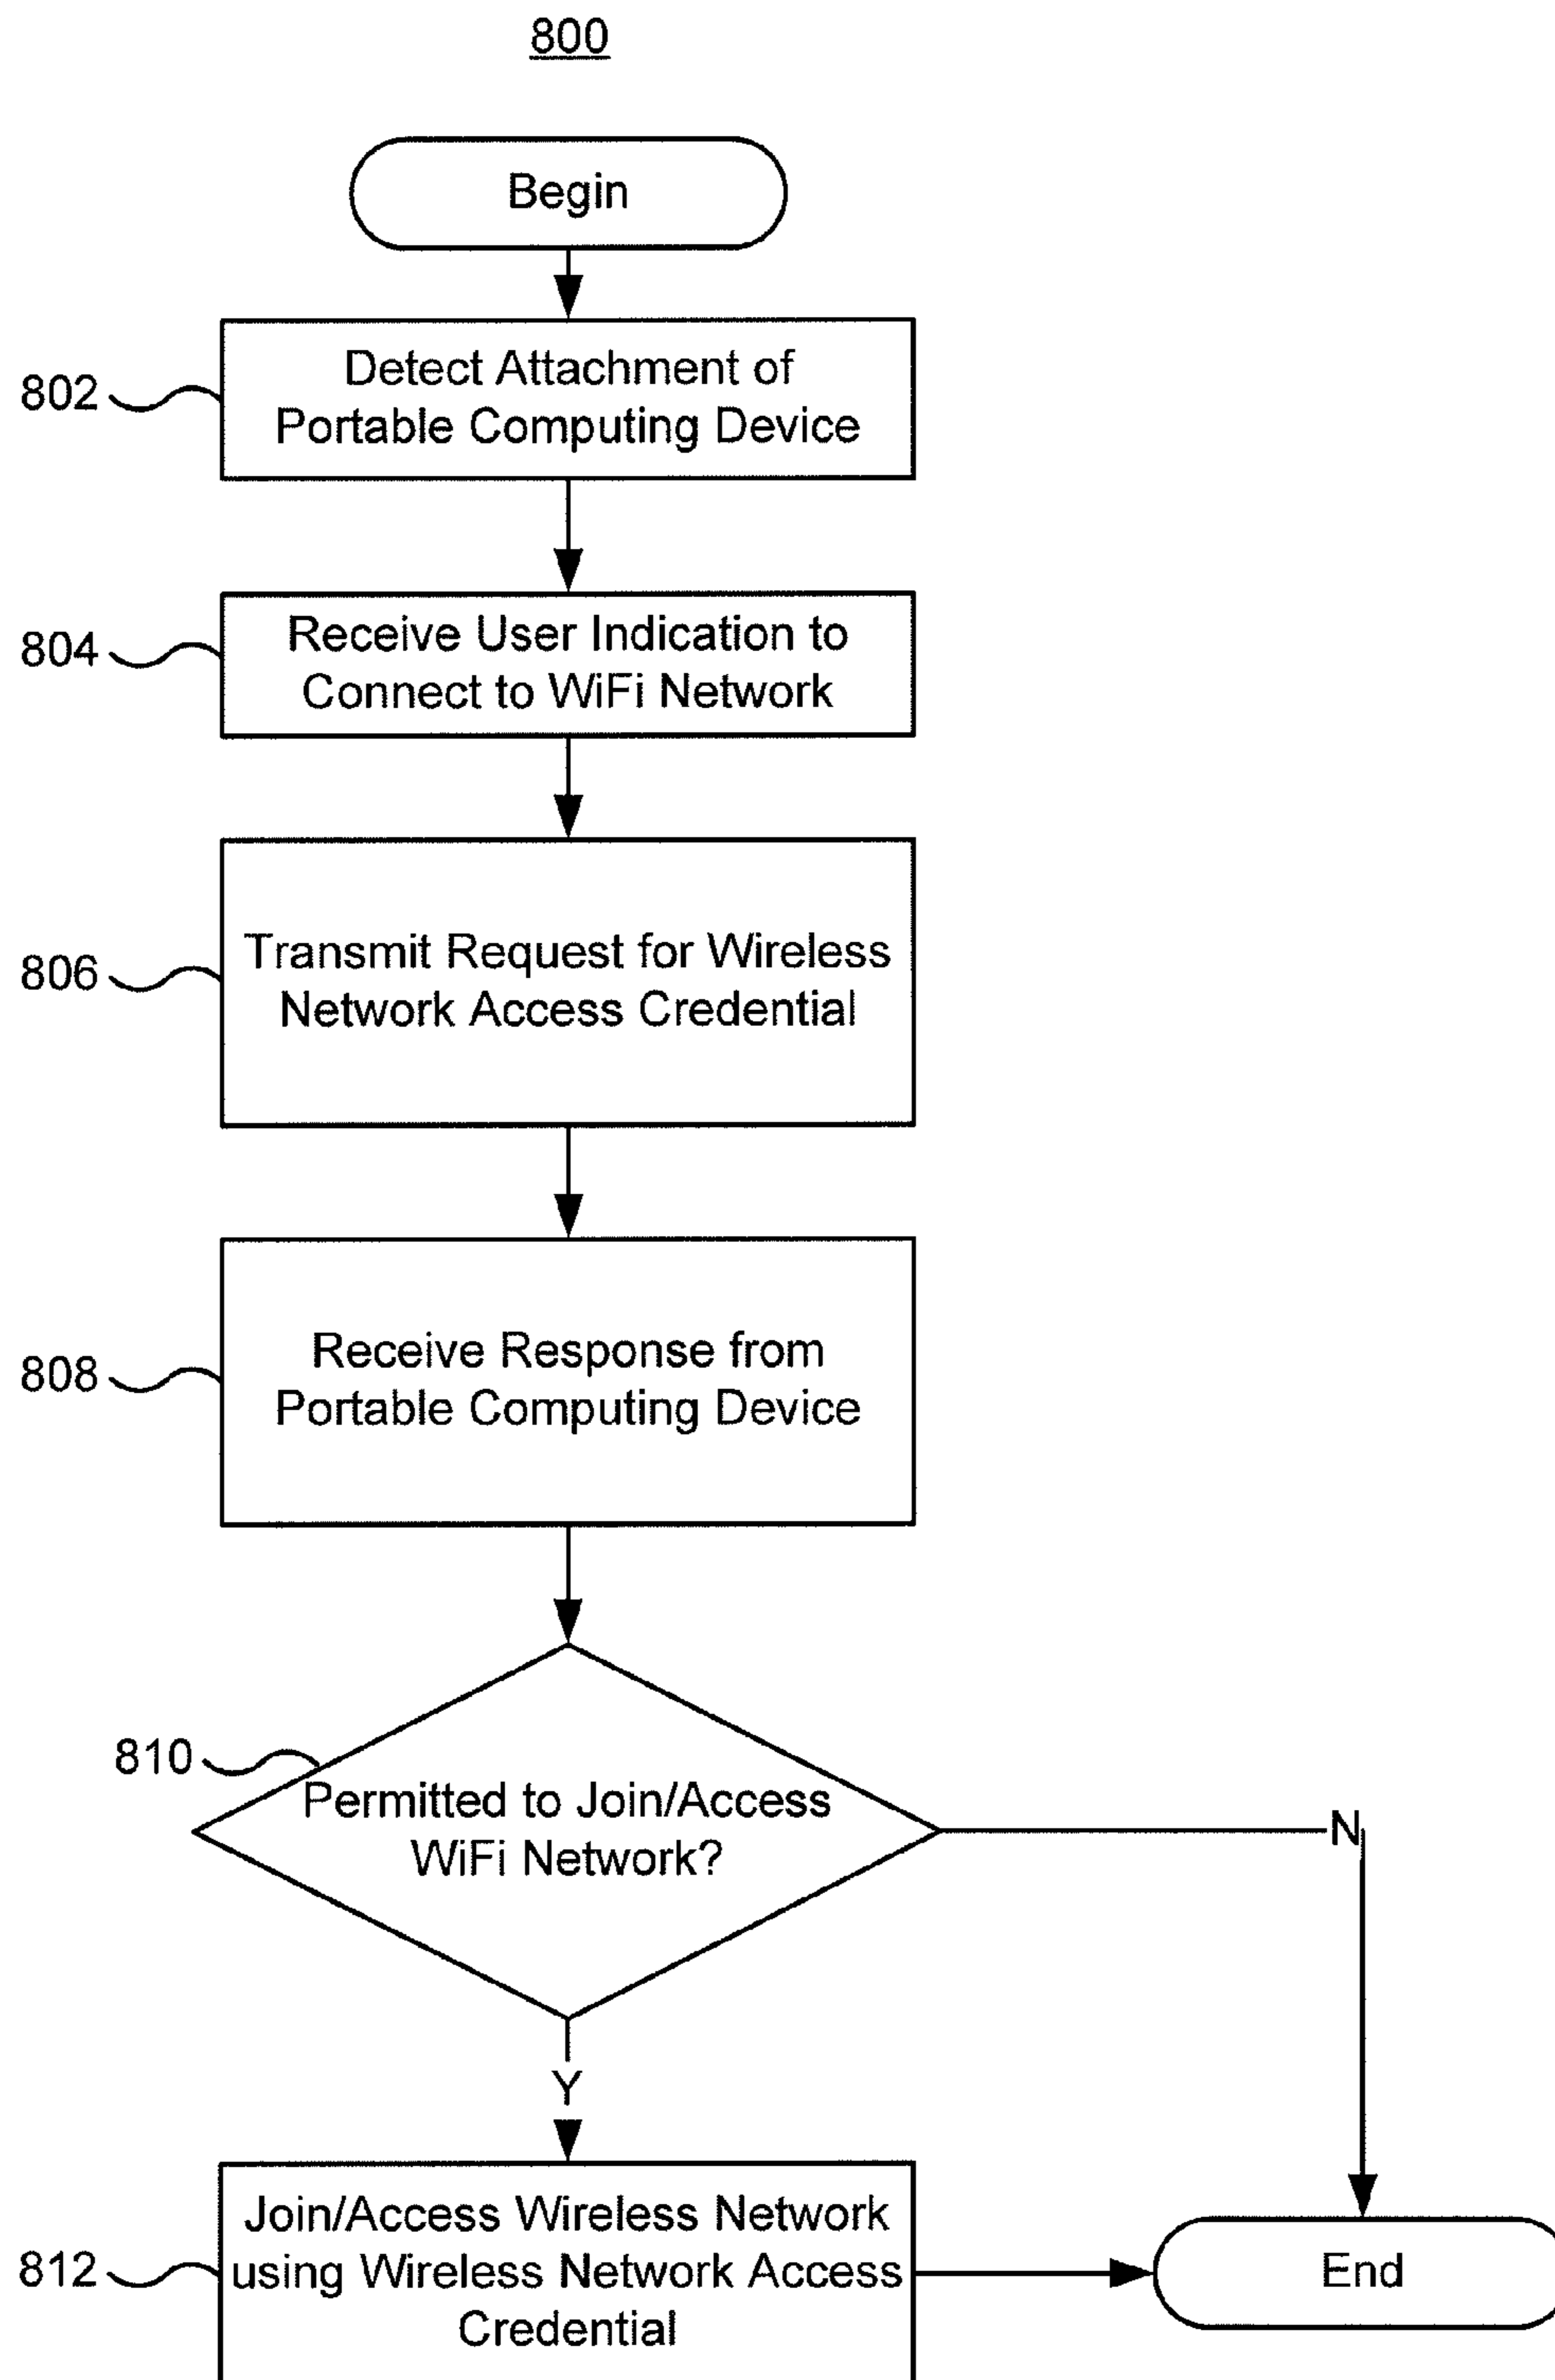 800
Begin
802
Detect Attachment of
Portable Computing Device
804
Receive User Indication to
Connect to WiFi Network
806
Transmit Request for Wireless
Network Access Credential
808
Receive Response from
Portable Computing Device
810
Permitted to Join/Access
WiFi Network?
N
Y
812
Join/Access Wireless Network
using Wireless Network Access
Credential
End